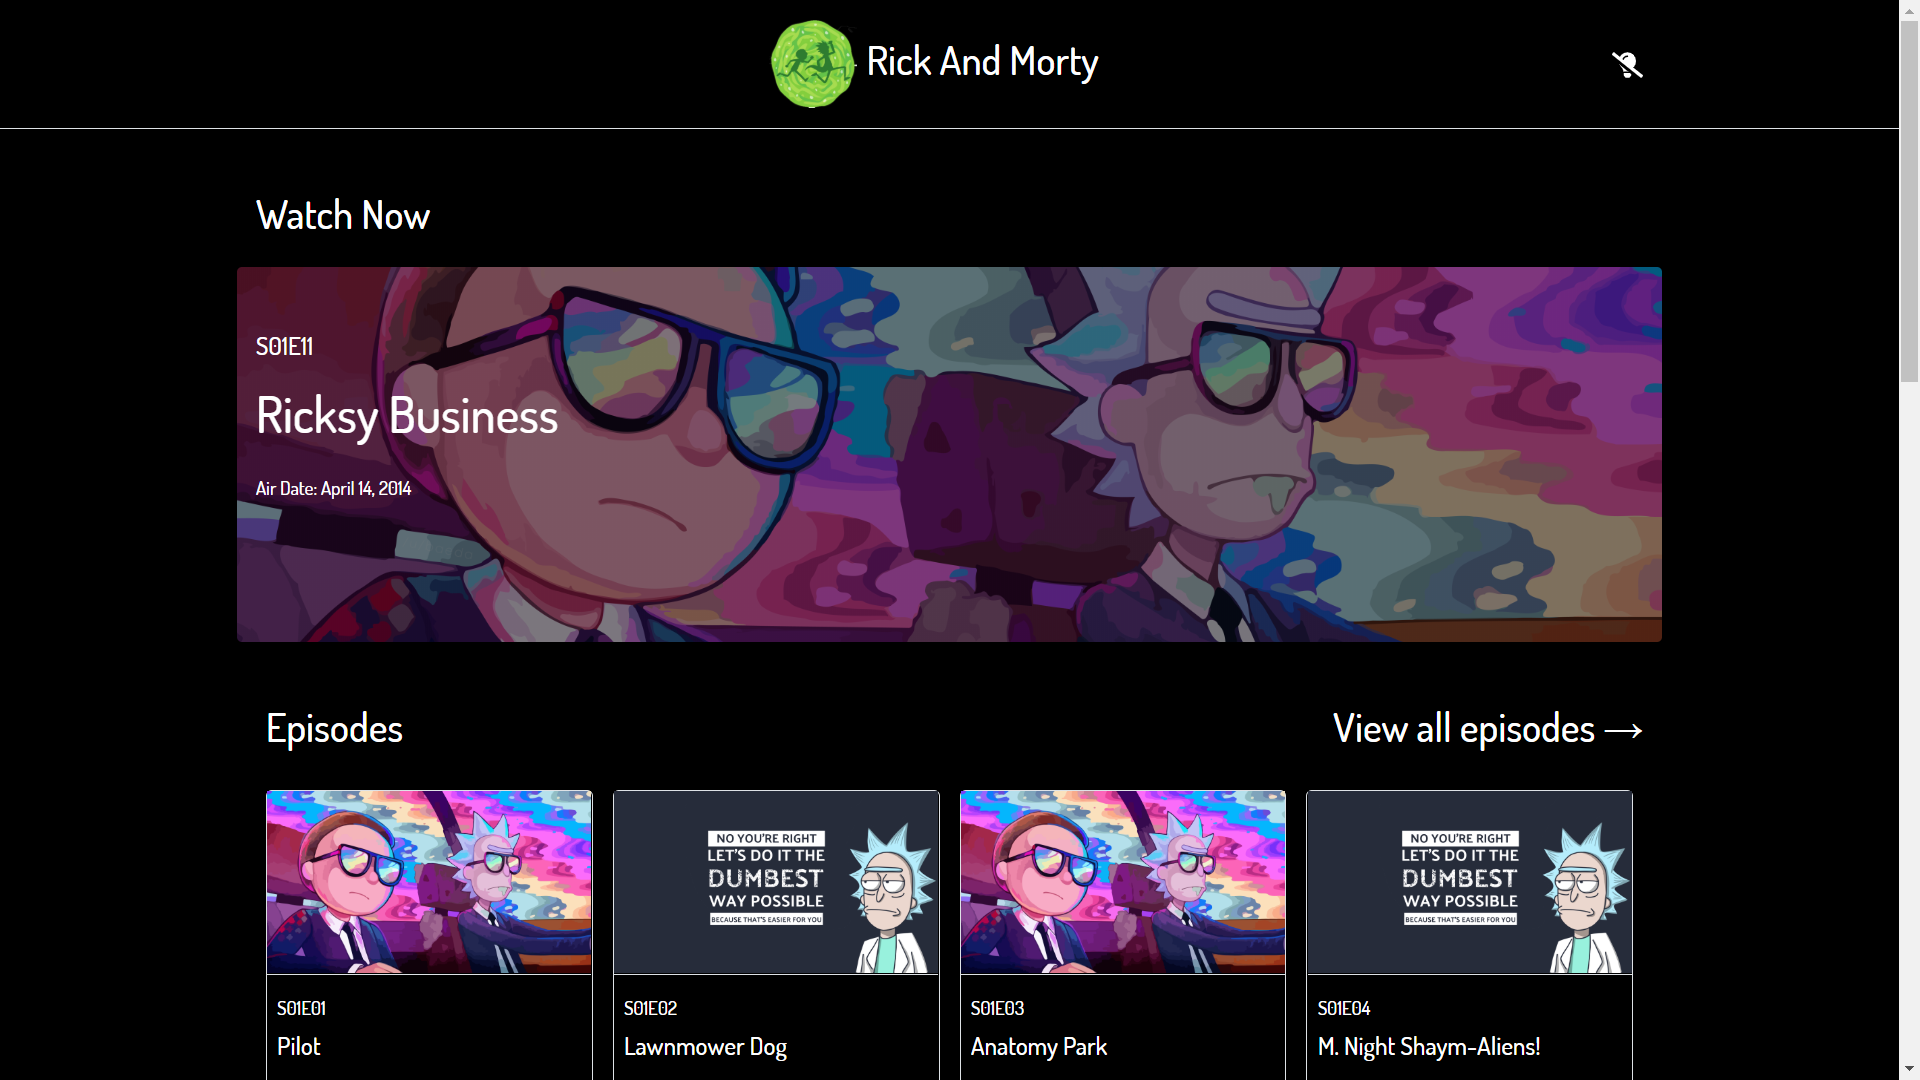 Rick And Morty
Watch Now
S01E11
Ricksy Business
Air Date: April 14, 2014
Episodes
View all episodes →
NO YOU'RE RIGHT
LET'S DO IT THE
DUMBEST
WAY POSSIBLE
BECAUSE THAT'S EASIER FOR YOU
NO YOU'RE RIGHT
LET'S DO IT THE
DUMBEST
WAY POSSIBLE
BECAUSE THAT'S EASIER FOR YOU
S01E01
Pilot
S01E02
Lawnmower Dog
S01E03
Anatomy Park
S01E04
M. Night Shaym-Aliens!